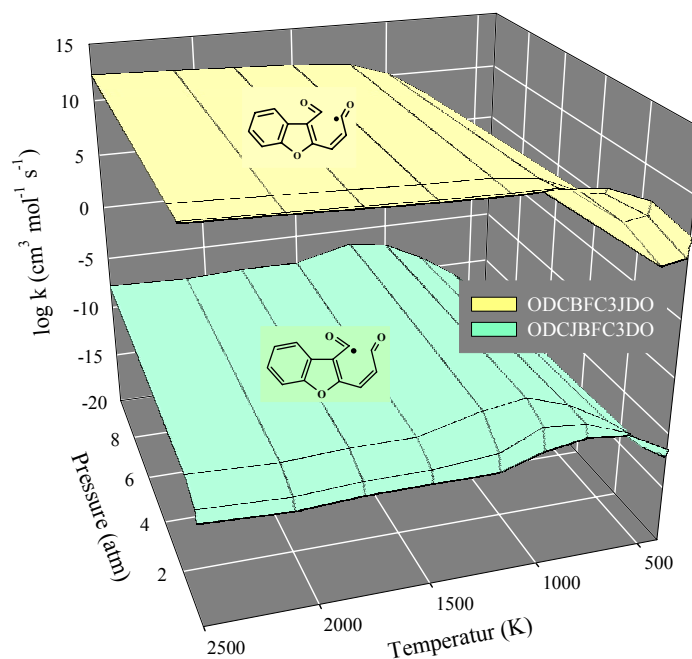 15
10
5
0
-5
-10
-15
-20
log k (cm³ mol⁻¹ s⁻¹)
O
O
O
ODCBFC3JDO
ODCJBFC3DO
O
O
O
8
6
4
2
Pressure (atm)
2500
2000
1500
1000
500
Temperatur (K)